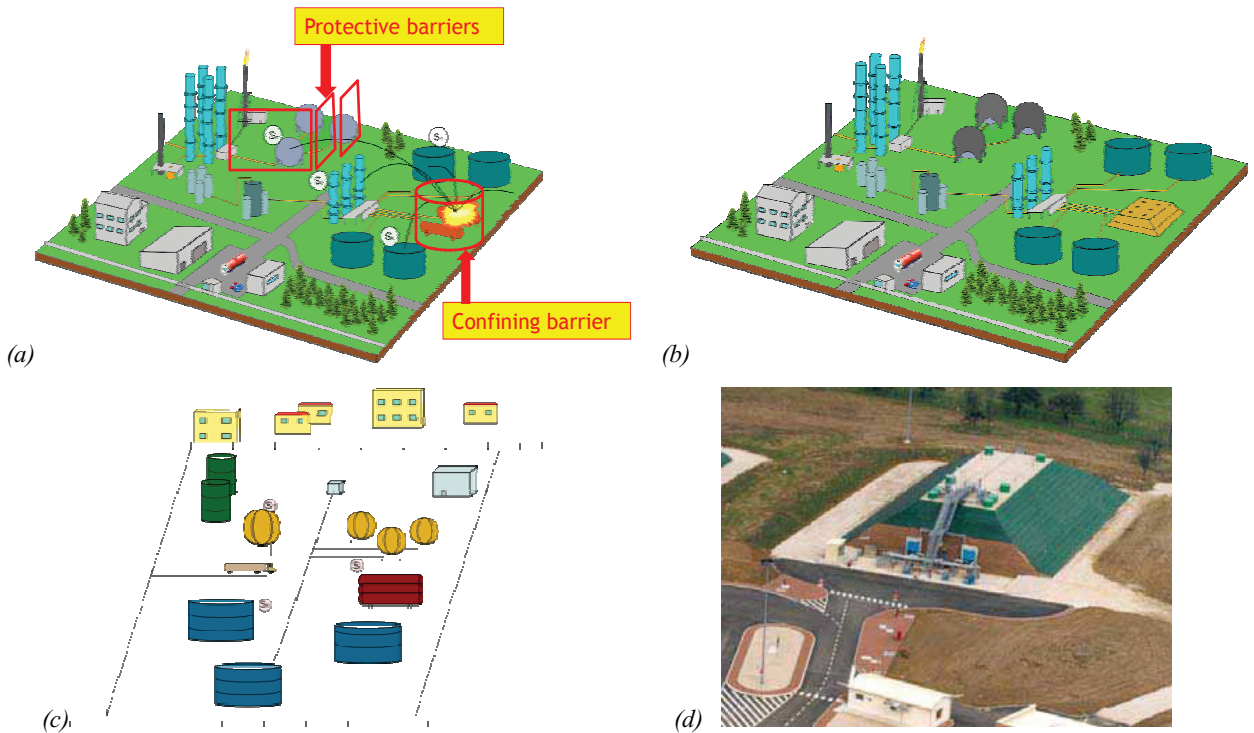 Protective barriers
Confining barrier
(a)
(b)
(c)
(d)